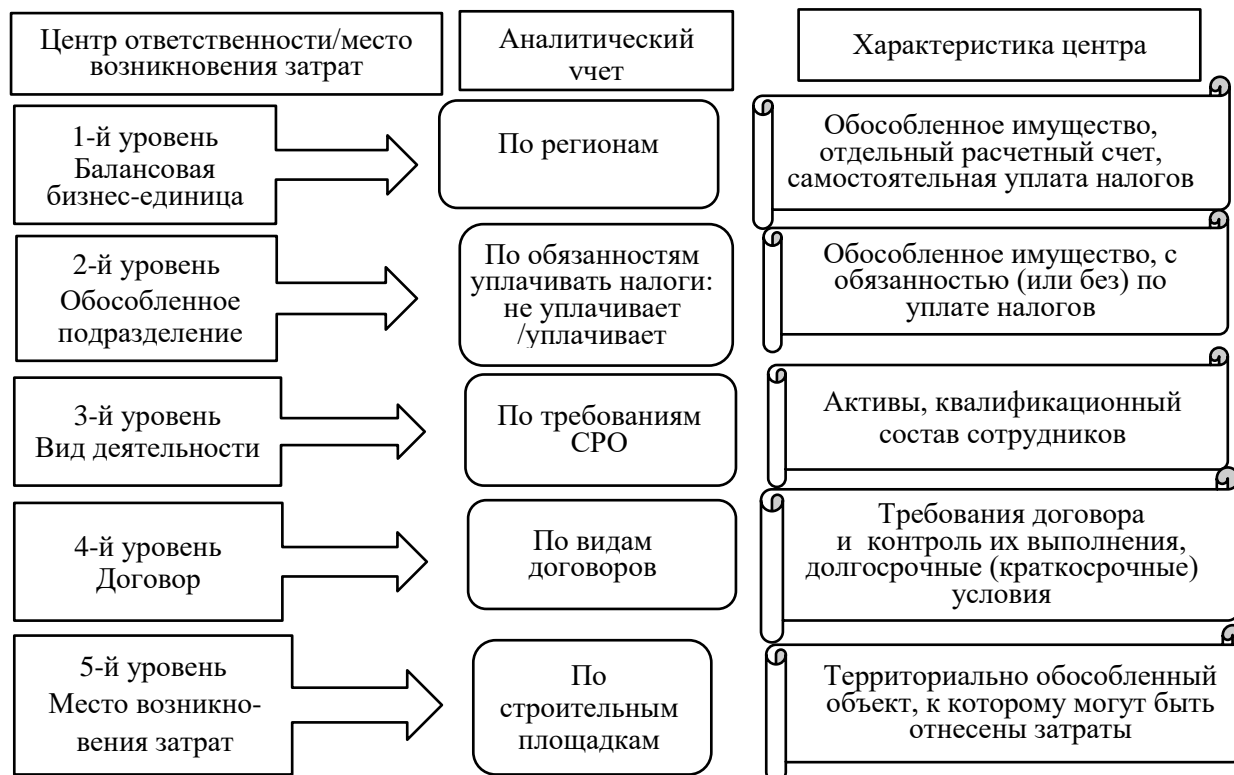 Центр ответственности/место
возникновения затрат
Аналитический
учет
Характеристика центра
1-й уровень
Балансовая
бизнес-единица
По регионам
Обособленное имущество,
отдельный расчетный счет,
самостоятельная уплата налогов
2-й уровень
Обособленное
подразделение
По обязанностям
уплачивать налоги:
не уплачивает
/уплачивает
Обособленное имущество, с
обязанностью (или без) по
уплате налогов
3-й уровень
Вид деятельности
По требованиям
СРО
Активы, квалификационный
состав сотрудников
4-й уровень
Договор
По видам
договоров
Требования договора
и контроль их выполнения,
долгосрочные (краткосрочные)
условия
5-й уровень
Место возникно-
вения затрат
По
строительным
площадкам
Территориально обособленный
объект, к которому могут быть
отнесены затраты